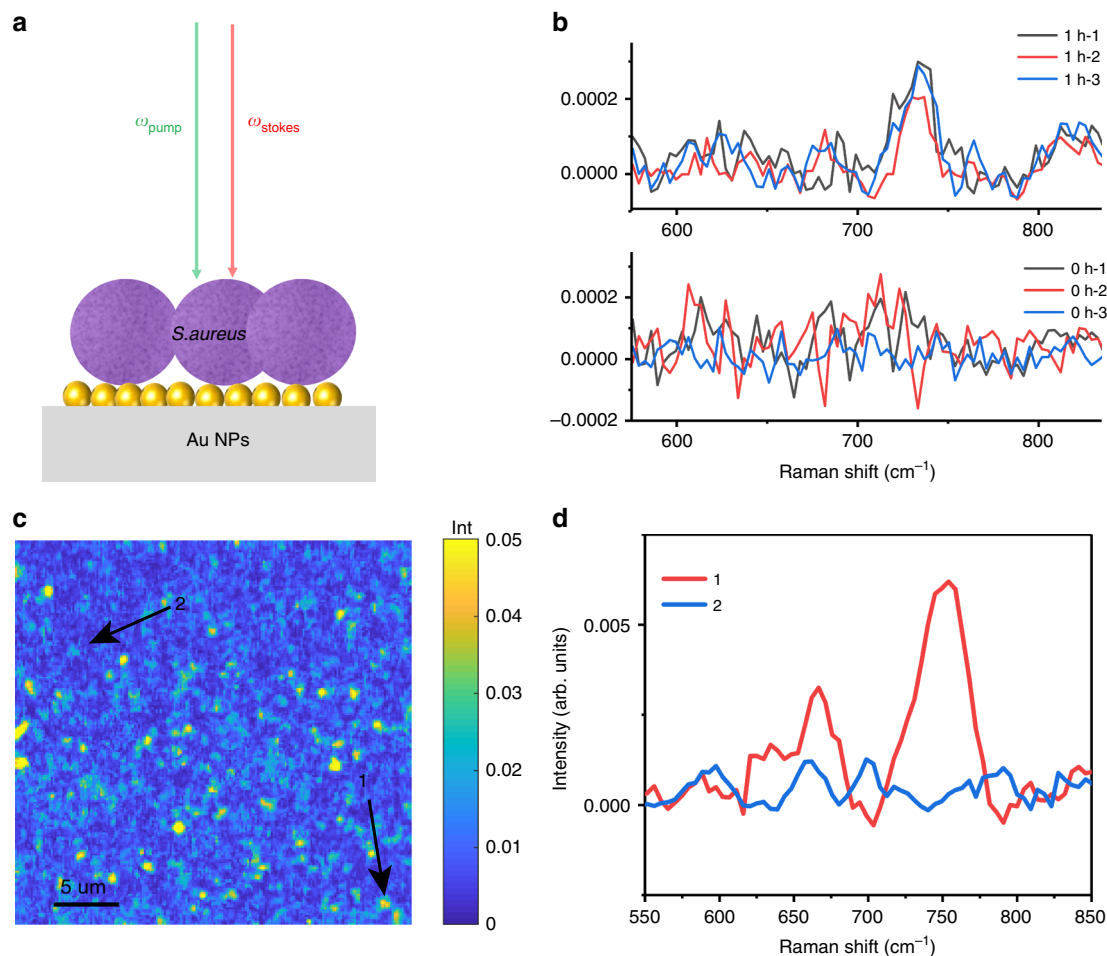 a
ωpump
ωstokes
S.aureus
Au NPs
b
1 h-1
1 h-2
1 h-3
0.0002
0.0000
600
700
800
0 h-1
0 h-2
0 h-3
0.0002
0.0000
−0.0002
600
700
800
Raman shift (cm⁻¹)
c
Int
0.05
0.04
0.03
0.02
0.01
0
2
1
5 um
d
1
2
Intensity (arb. units)
0.005
0.000
550
600
650
700
750
800
850
Raman shift (cm⁻¹)